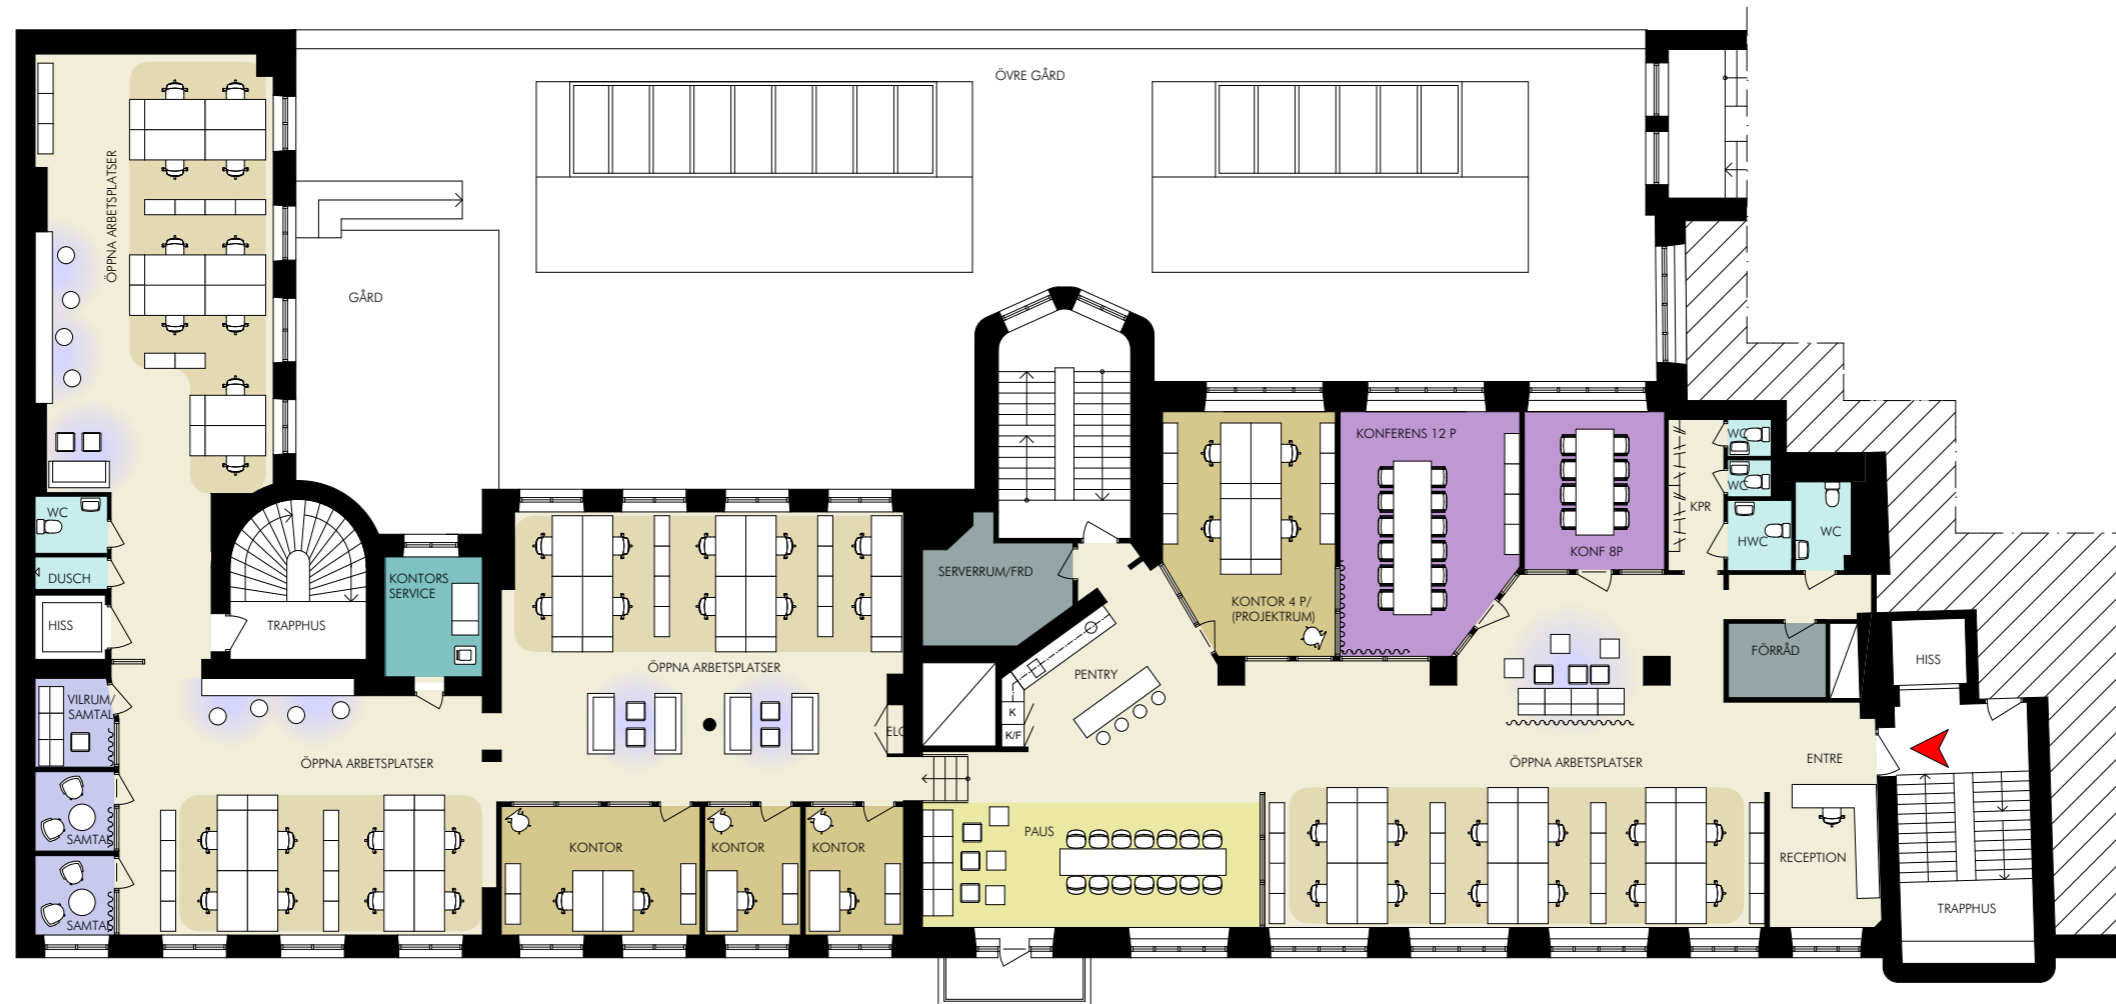 ÖVRE GÅRD
ÖPPNA ARBETSPLATSER
GÅRD
KONFERENS 12 P
WC
WC
KPR
HWC
WC
KONF 8P
WC
DUSCH
HISS
TRAPPHUS
KONTORS
SERVICE
SERVERRUM/FRD
KONTOR 4 P/
(PROJEKTRUM)
FÖRRÅD
HISS
ÖPPNA ARBETSPLATSER
PENTRY
VILRUM/
SAMTAL
K
K/F
ELC
ÖPPNA ARBETSPLATSER
ÖPPNA ARBETSPLATSER
ENTRE
SAMTAL
KONTOR
KONTOR
KONTOR
PAUS
RECEPTION
SAMTAL
TRAPPHUS